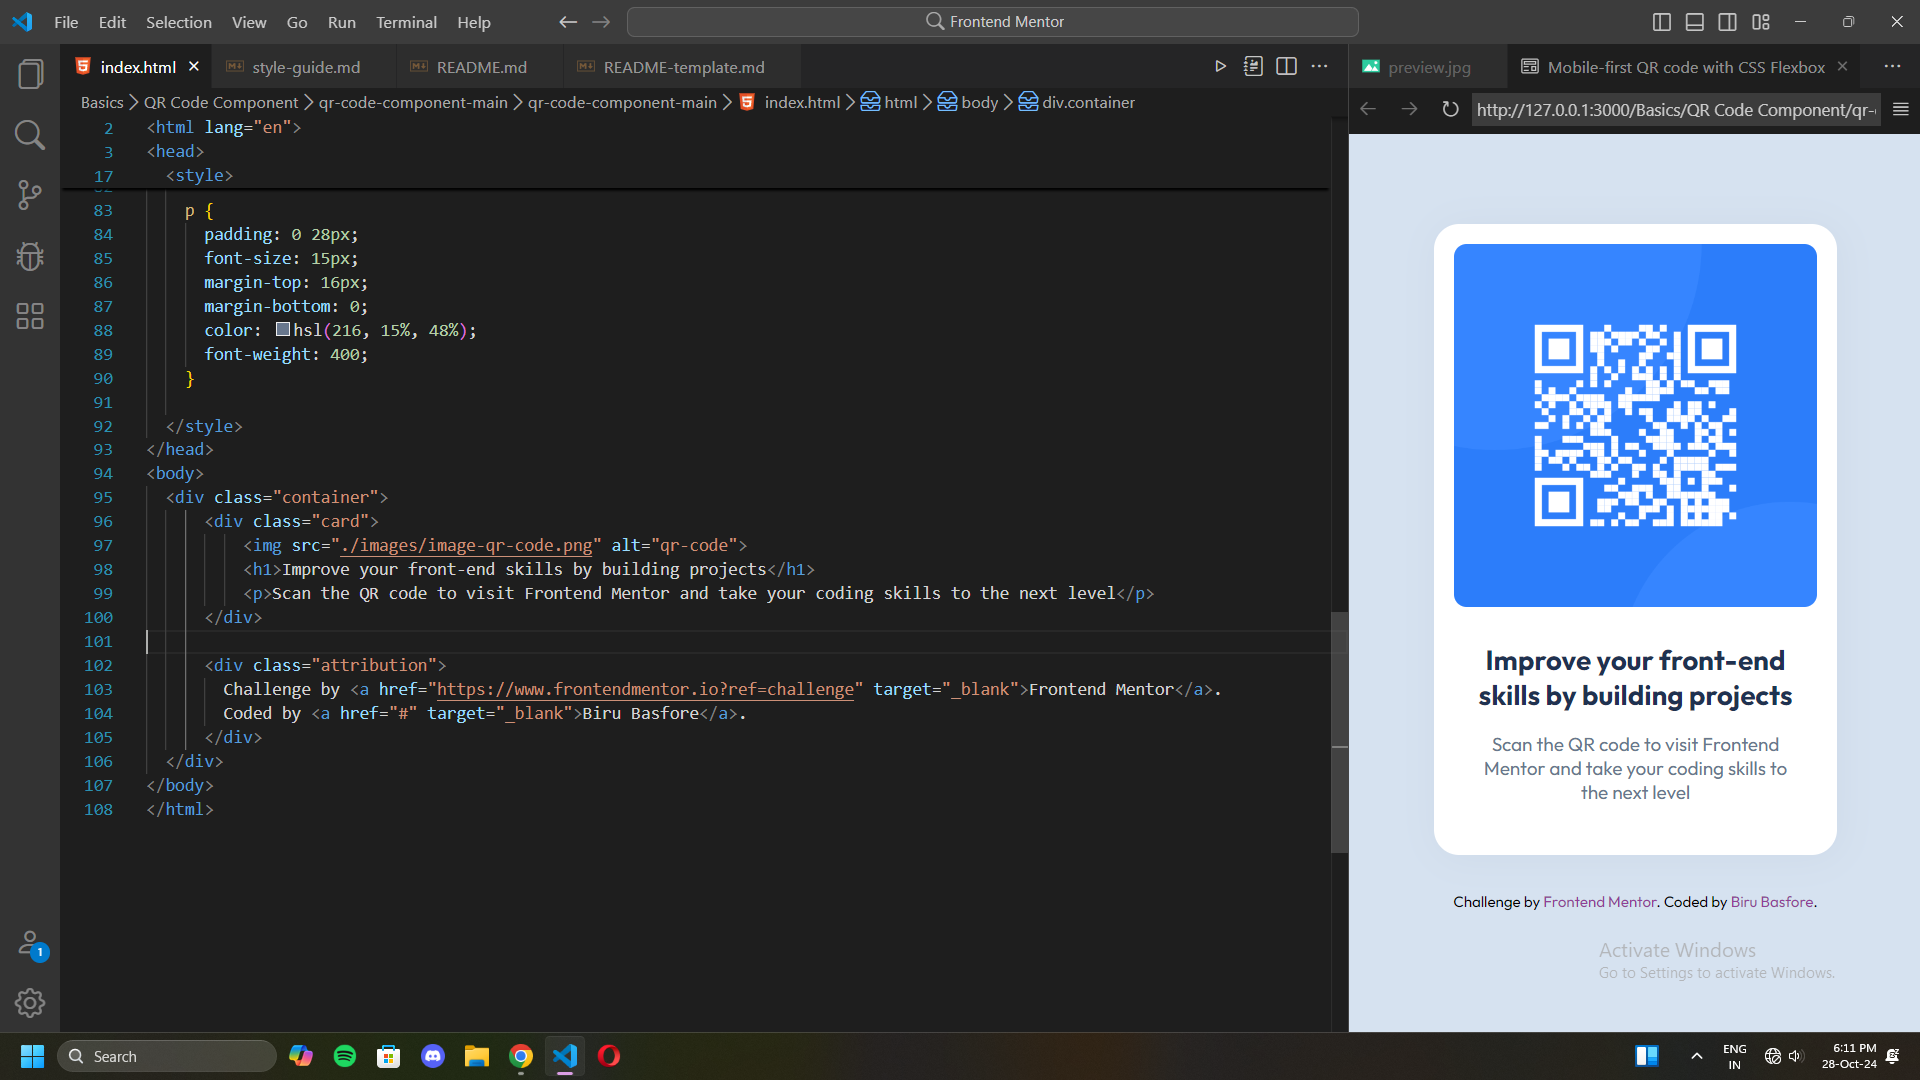 File Edit Selection View Go Run Terminal Help
Frontend Mentor
index.html style-guide.md README.md README-template.md
preview.jpg Mobile-first QR code with CSS Flexbox
Basics QR Code Component qr-code-component-main qr-code-component-main index.html html body div.container
http://127.0.0.1:3000/Basics/QR Code Component/qr-
2 <html lang="en">
3 <head>
17 <style>
83 p {
84 padding: 0 28px;
85 font-size: 15px;
86 margin-top: 16px;
87 margin-bottom: 0;
88 color: hsl(216, 15%, 48%);
89 font-weight: 400;
90 }
91
92 </style>
93 </head>
94 <body>
95 <div class="container">
96 <div class="card">
97 <img src="./images/image-qr-code.png" alt="qr-code">
98 <h1>Improve your front-end skills by building projects</h1>
99 <p>Scan the QR code to visit Frontend Mentor and take your coding skills to the next level</p>
100 </div>
101
102 <div class="attribution">
103 Challenge by <a href="https://www.frontendmentor.io?ref=challenge" target="_blank">Frontend Mentor</a>.
104 Coded by <a href="#" target="_blank">Biru Basfore</a>.
105 </div>
106 </div>
107 </body>
108 </html>
Improve your front-end
skills by building projects
Scan the QR code to visit Frontend
Mentor and take your coding skills to
the next level
Challenge by Frontend Mentor. Coded by Biru Basfore.
Activate Windows
Go to Settings to activate Windows.
1
Search
ENG
IN
6:11 PM
28-Oct-24